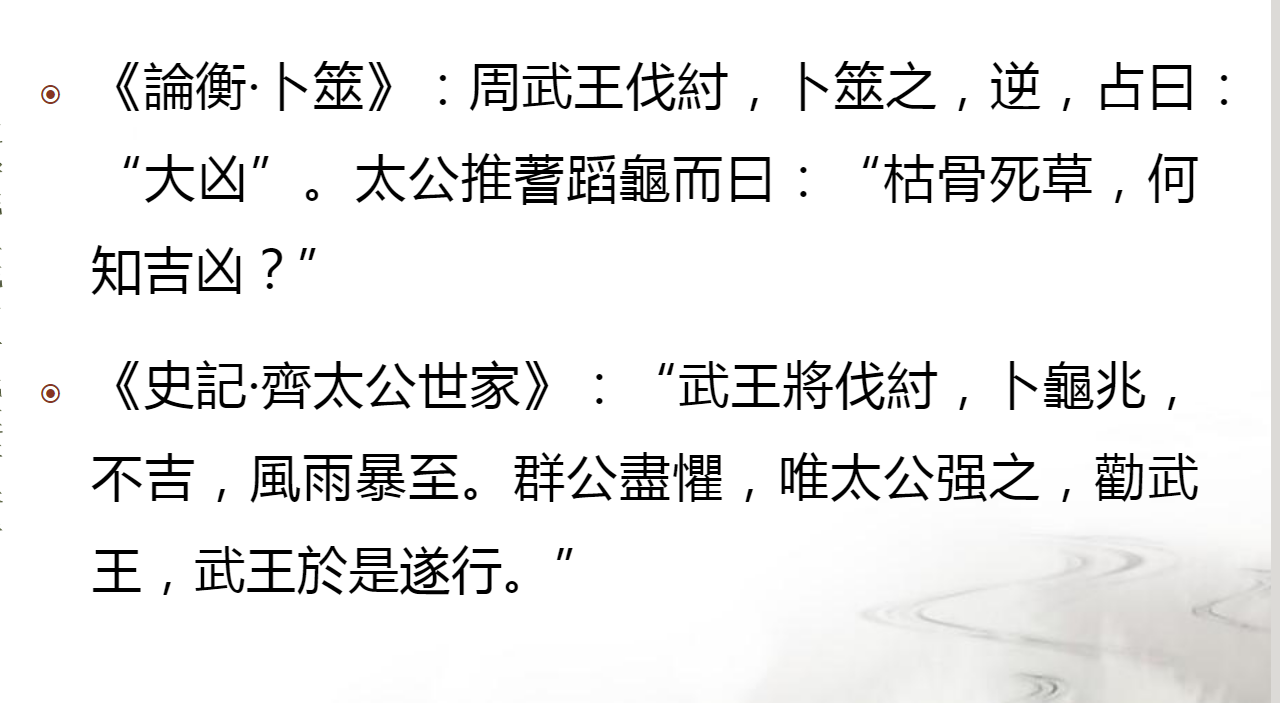 《論衡·卜筮》：周武王伐紂，卜筮之，逆，占曰：
“大凶”。太公推蓍蹈龜而曰：“枯骨死草，何
知吉凶？”
《史記·齊太公世家》：“武王將伐紂，卜龜兆，
不吉，風雨暴至。群公盡懼，唯太公强之，勸武
王，武王於是遂行。”